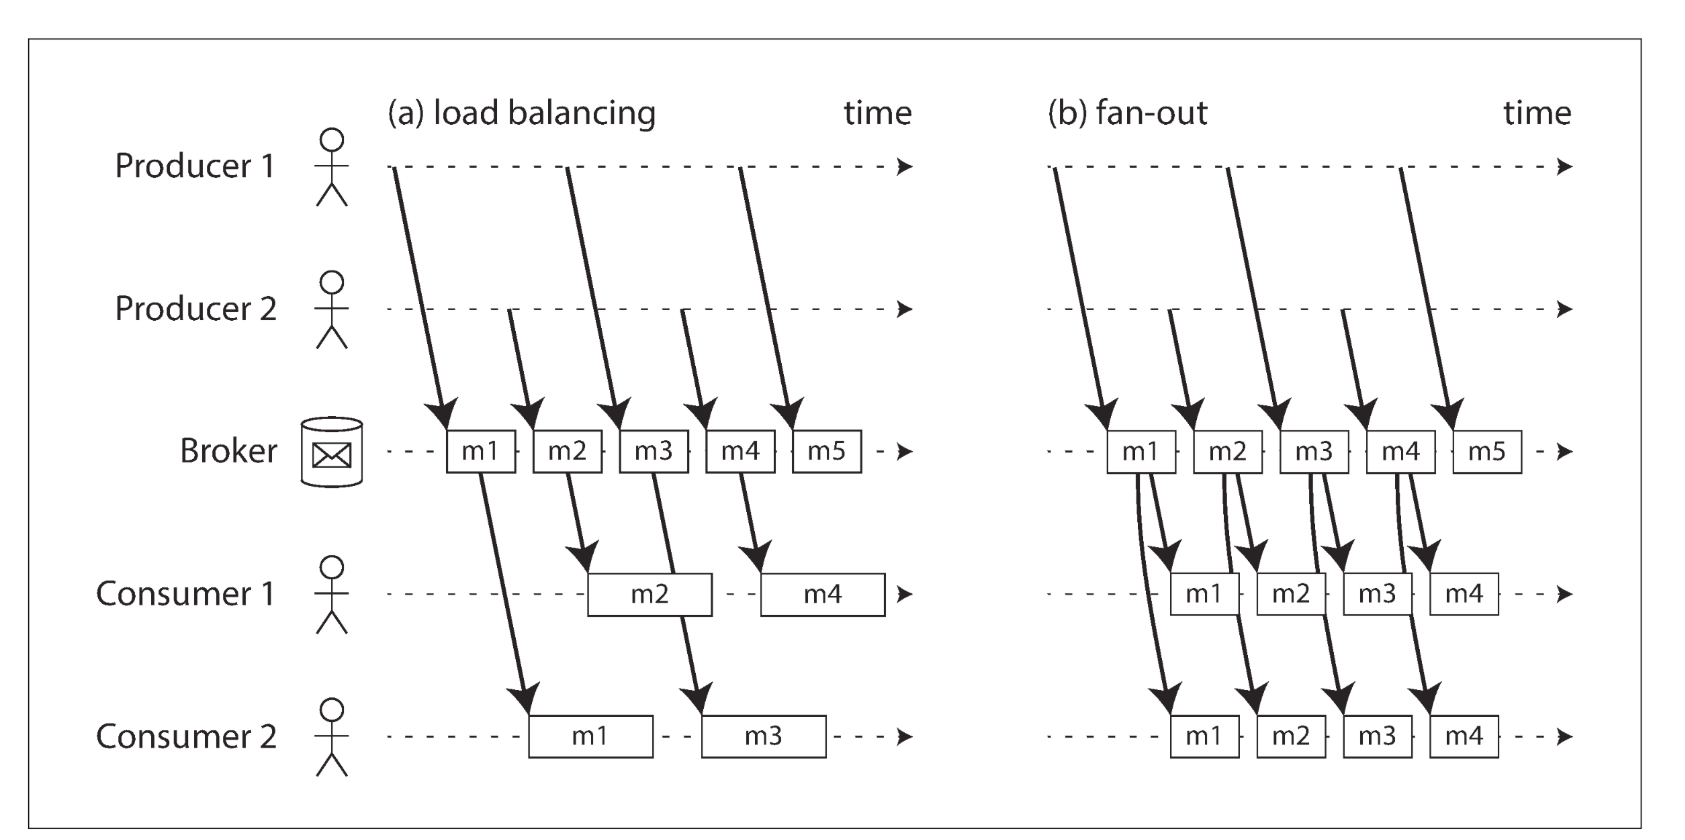 (a) load balancing time (b) fan-out time
Producer 1
Producer 2
Broker m1 m2 m3 m4 m5 m1 m2 m3 m4 m5
Consumer 1 m2 m4 m1 m2 m3 m4
Consumer 2 m1 m3 m1 m2 m3 m4